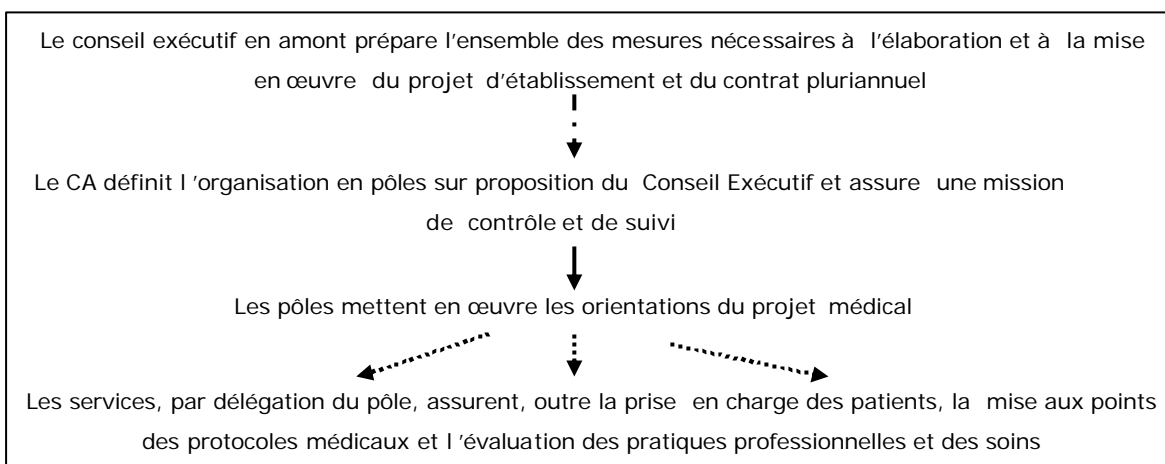 Le conseil exécutif en amont prépare l'ensemble des mesures nécessaires à l'élaboration et à la mise
en œuvre du projet d'établissement et du contrat pluriannuel
Le CA définit l'organisation en pôles sur proposition du Conseil Exécutif et assure une mission
de contrôle et de suivi
Les pôles mettent en œuvre les orientations du projet médical
Les services, par délégation du pôle, assurent, outre la prise en charge des patients, la mise aux points
des protocoles médicaux et l'évaluation des pratiques professionnelles et des soins